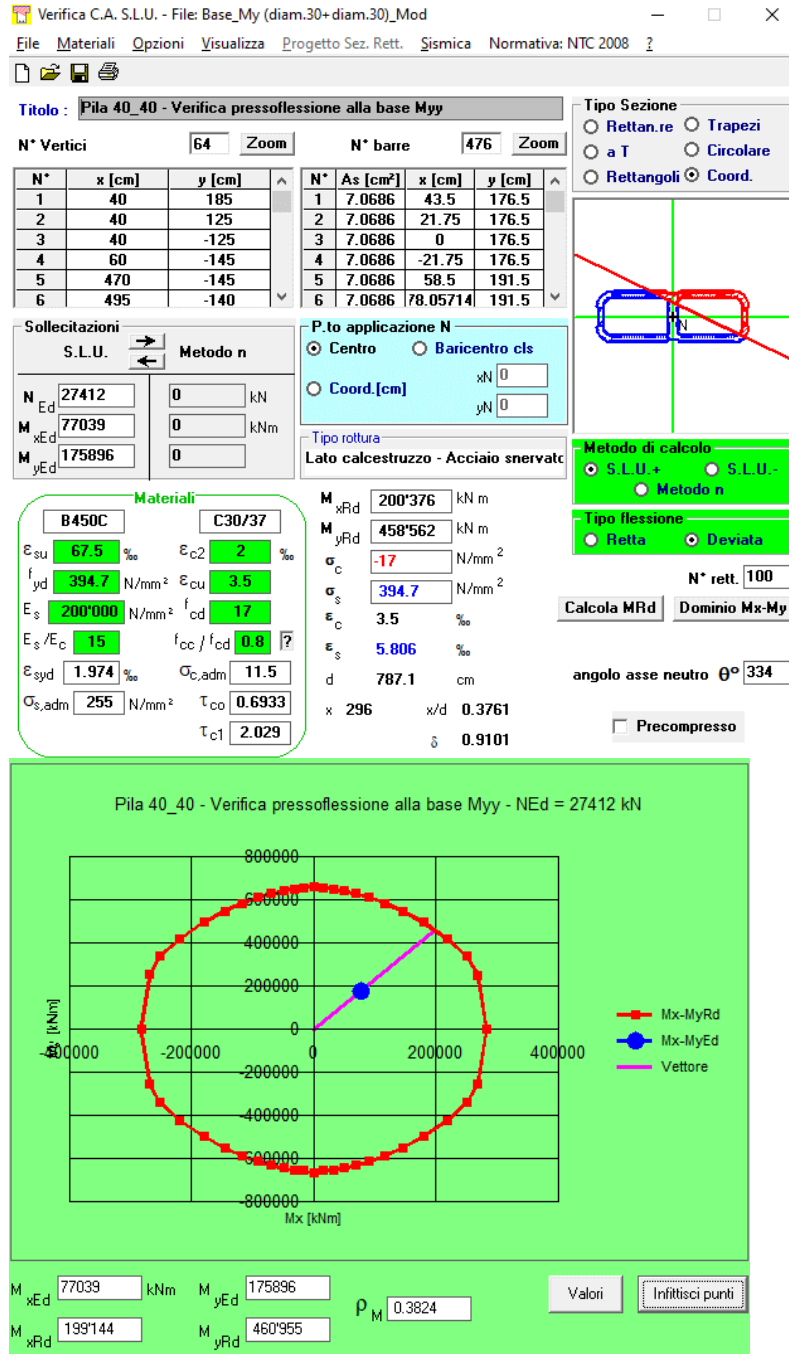 Verifica C.A. S.L.U. - File: Base_My (diam.30+diam.30)_Mod
File Materiali Opzioni Visualizza Progetto Sez. Rett. Sismica Normativa: NTC 2008 ?
Titolo : Pila 40_40 - Verifica pressoflessione alla base Myy
N° Vertici 64 Zoom N° barre 476 Zoom
N° x [cm] y [cm]
1 40 185
2 40 125
3 40 -125
4 60 -145
5 470 -145
6 495 -140
N° As [cm²] x [cm] y [cm]
1 7.0686 43.5 176.5
2 7.0686 21.75 176.5
3 7.0686 0 176.5
4 7.0686 -21.75 176.5
5 7.0686 58.5 191.5
6 7.0686 78.05714 191.5
Tipo Sezione
Rettan.re Trapezi
a T Circolare
Rettangoli Coord.
N
Sollecitazioni
S.L.U. Metodo n
N Ed 27412 0 kN
M xEd 77039 0 kNm
M yEd 175896 0
P.to applicazione N
Centro Baricentro cls
Coord.[cm] xN 0
yN 0
Tipo rottura
Lato calcestruzzo - Acciaio snervato
Metodo di calcolo
S.L.U.+ S.L.U.-
Metodo n
Tipo flessione
Retta Deviata
N° rett. 100
Calcola MRd Dominio Mx-My
angolo asse neutro θ° 334
Precompresso
Materiali
B450C C30/37
εsu 67.5 ‰ εc2 2 ‰
fyd 394.7 N/mm² εcu 3.5
Es 200'000 N/mm² fcd 17
Es/Ec 15 fcc / fcd 0.8 ?
εsyd 1.974 ‰ σc,adm 11.5
σs,adm 255 N/mm² τco 0.6933
τc1 2.029
M xRd 200'376 kN m
M yRd 458'562 kN m
σc -17 N/mm²
σs 394.7 N/mm²
εc 3.5 ‰
εs 5.806 ‰
d 787.1 cm
x 296 x/d 0.3761
δ 0.9101
Pila 40_40 - Verifica pressoflessione alla base Myy - NEd = 27412 kN
800000
600000
400000
200000
0
-400000 -200000 0 200000 400000
-200000
-400000
-600000
-800000
My [kNm]
Mx [kNm]
Mx-MyRd
Mx-MyEd
Vettore
M xEd 77039 kNm M yEd 175896
ρ M 0.3824
M xRd 199'144 M yRd 460'955
Valori Infittisci punti